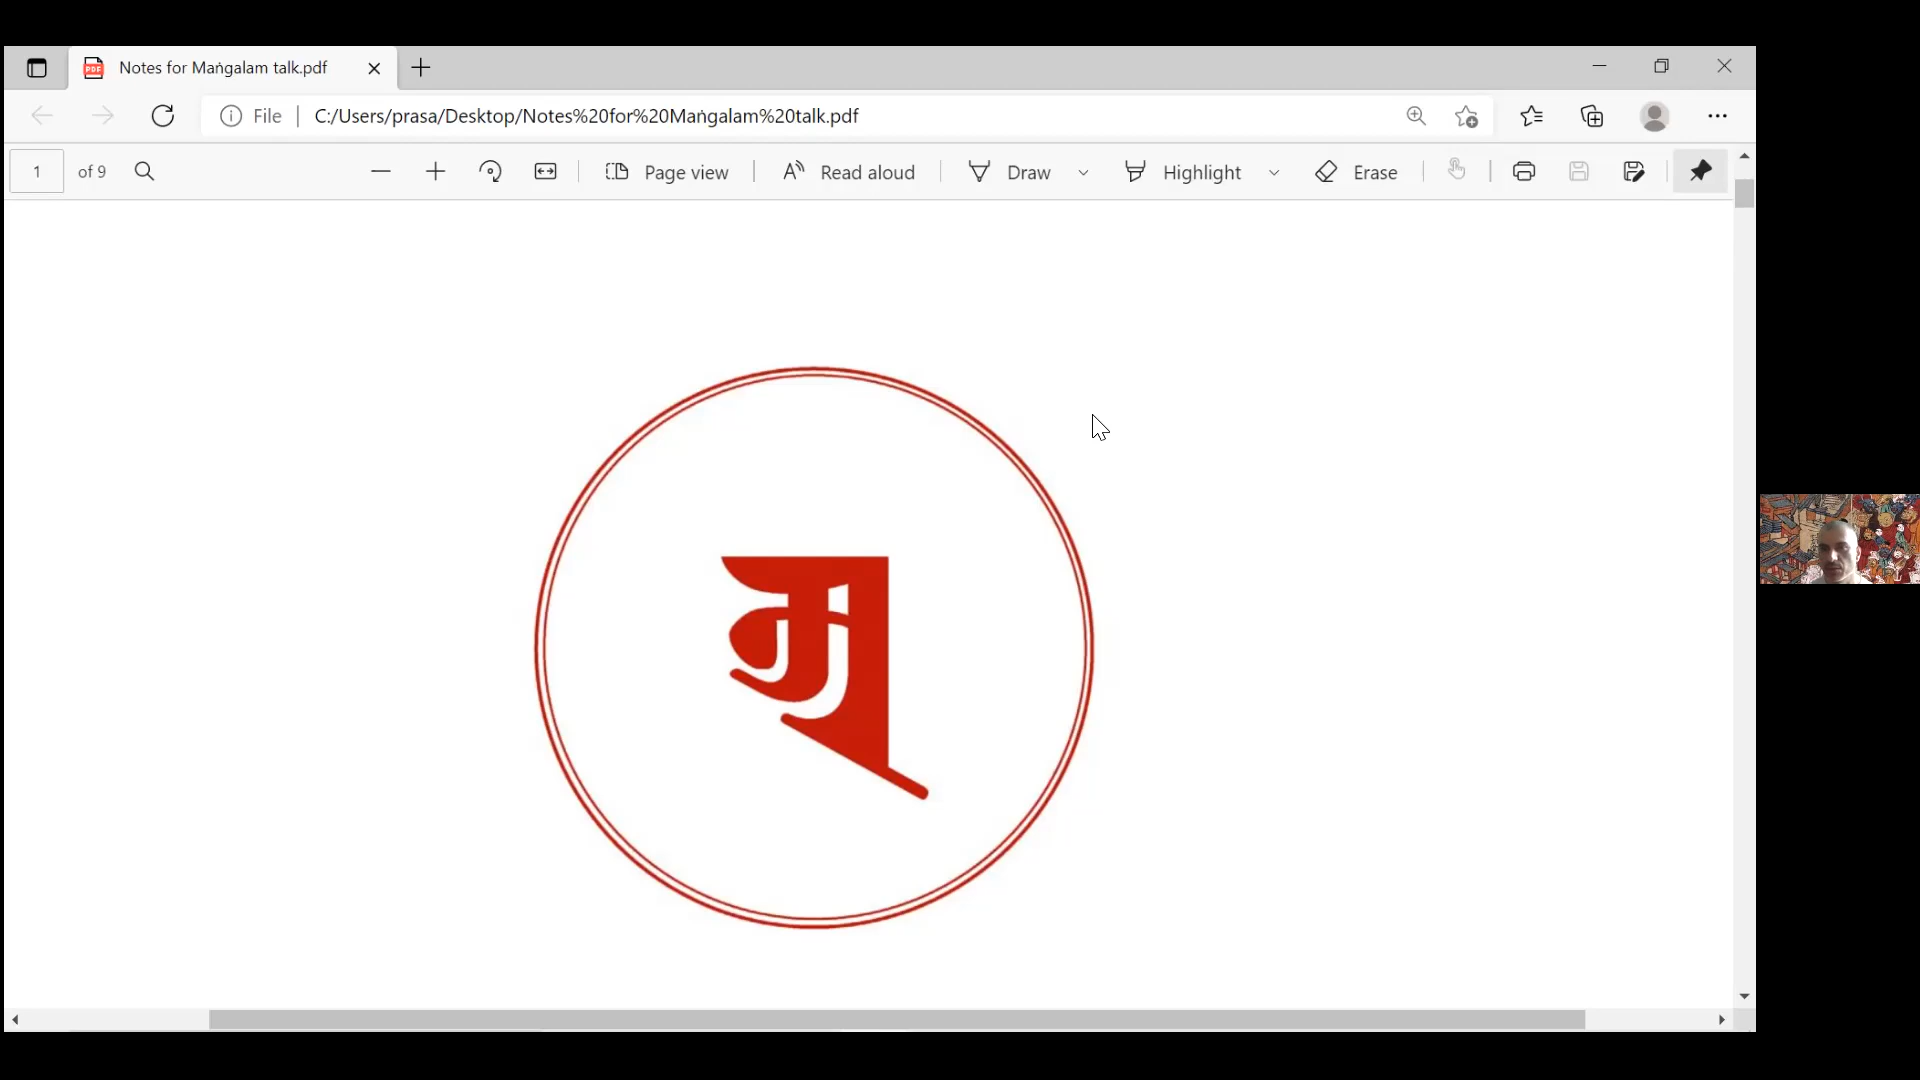 Notes for Maṅgalam talk.pdf
File
C:/Users/prasa/Desktop/Notes%20for%20Maṅgalam%20talk.pdf
1 of 9
Page view
Read aloud
Draw
Highlight
Erase